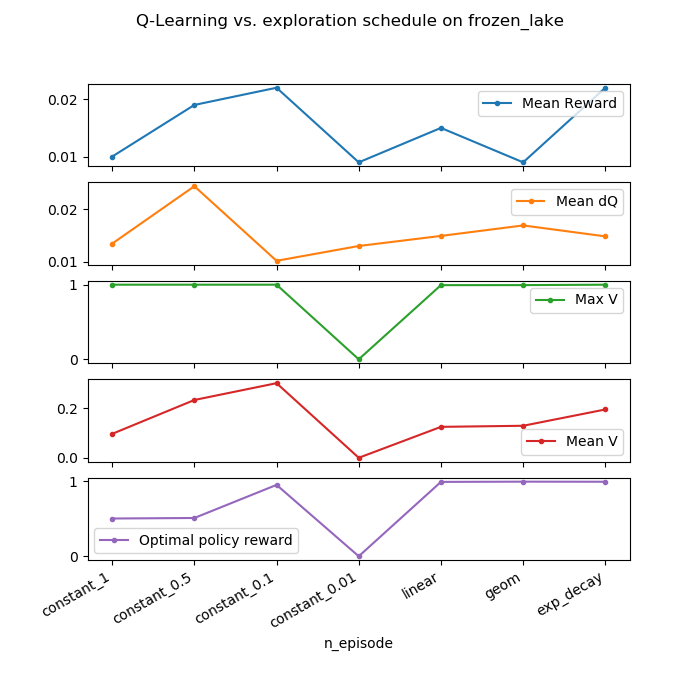 Q-Learning vs. exploration schedule on frozen_lake
0.02
0.01
Mean Reward
0.02
0.01
Mean dQ
1
0
Max V
0.2
0.0
Mean V
1
0
Optimal policy reward
constant_1
constant_0.5
constant_0.1
constant_0.01
linear
geom
exp_decay
n_episode